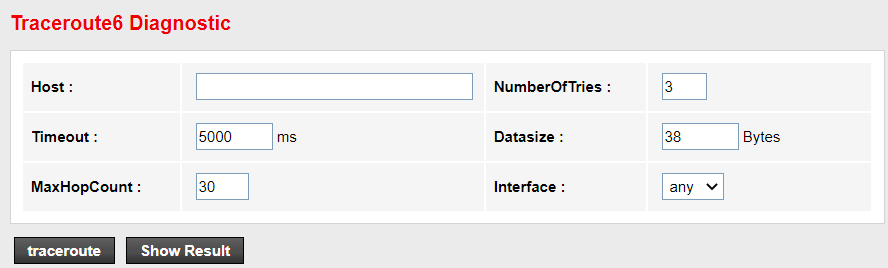 Traceroute6 Diagnostic
Host : NumberOfTries : 3
Timeout : 5000 ms Datasize : 38 Bytes
MaxHopCount : 30 Interface : any
traceroute Show Result